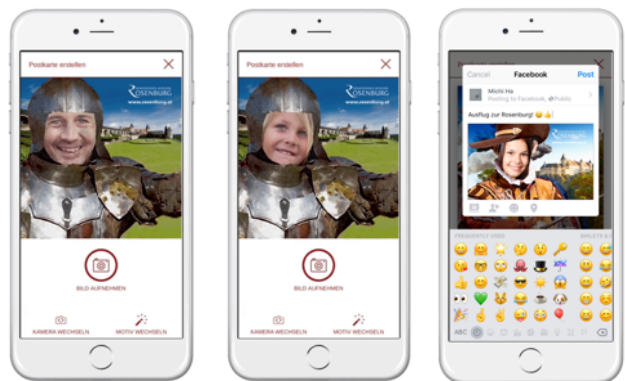 Postkarte erstellen
ROSENBURG
www.rosenburg.at
BILD AUFNEHMEN
KAMERA WECHSELN
MOTIV WECHSELN
Postkarte erstellen
ROSENBURG
www.rosenburg.at
BILD AUFNEHMEN
KAMERA WECHSELN
MOTIV WECHSELN
Cancel
Facebook
Post
Michi Ha
Posting to Facebook, Public
Ausflug zur Rosenburg! 😄👍
ROSENBURG
FREQUENTLY USED
ABC